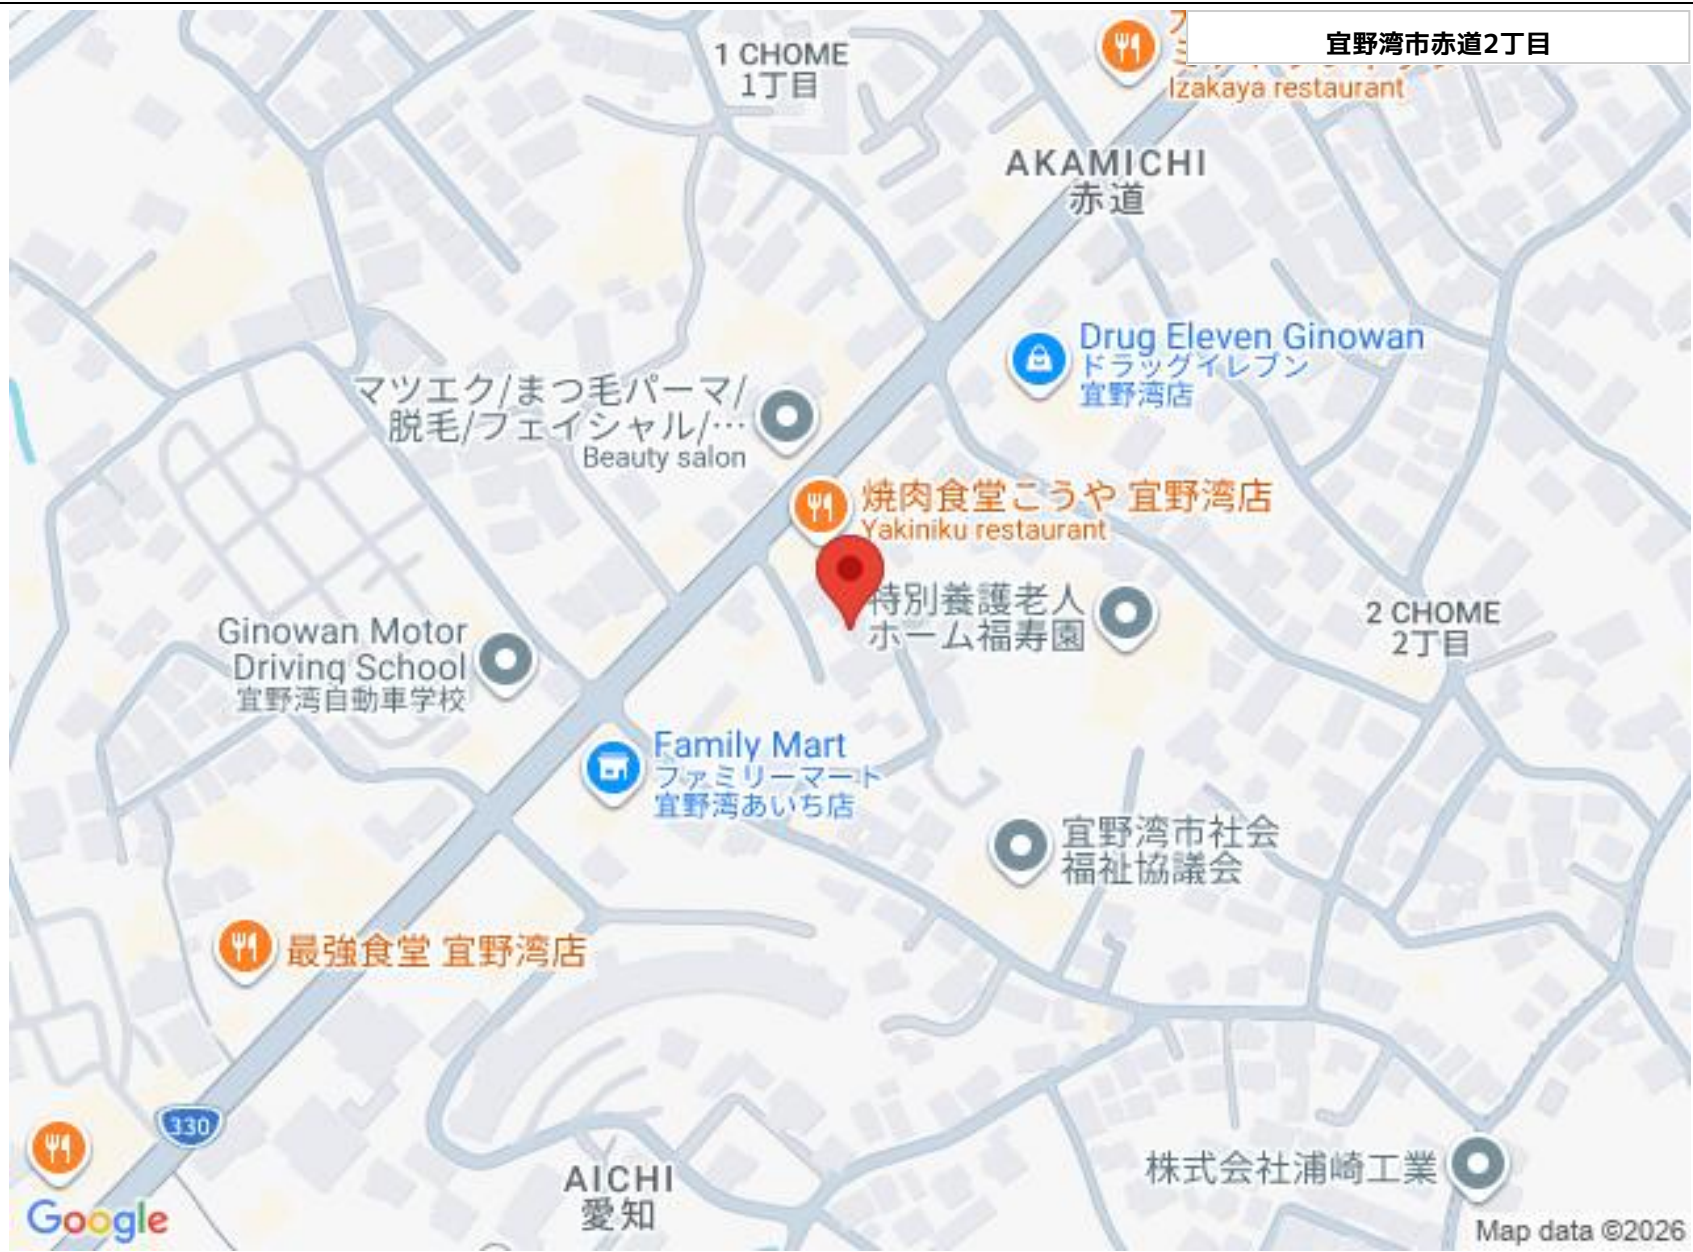 宜野湾市赤道2丁目
1 CHOME
1丁目
Izakaya restaurant
AKAMICHI
赤道
Drug Eleven Ginowan
ドラッグイレブン
宜野湾店
マツエク/まつ毛パーマ/
脱毛/フェイシャル/…
Beauty salon
焼肉食堂こうや 宜野湾店
Yakiniku restaurant
特別養護老人
ホーム福寿園
2 CHOME
2丁目
Ginowan Motor
Driving School
宜野湾自動車学校
Family Mart
ファミリーマート
宜野湾あいち店
宜野湾市社会
福祉協議会
最強食堂 宜野湾店
330
AICHI
愛知
株式会社浦崎工業
Google
Map data ©2026